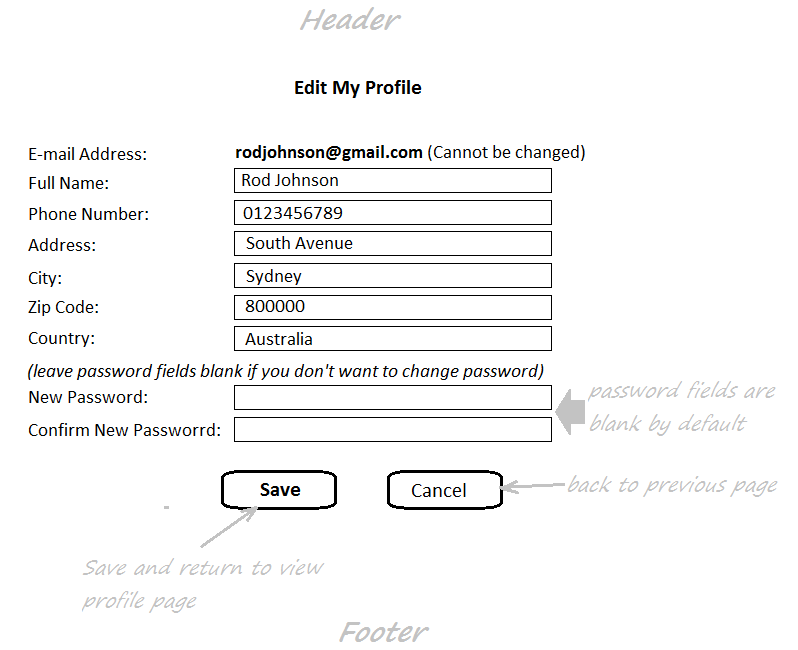 Header
Edit My Profile
E-mail Address: rodjohnson@gmail.com (Cannot be changed)
Full Name: Rod Johnson
Phone Number: 0123456789
Address: South Avenue
City: Sydney
Zip Code: 800000
Country: Australia
(leave password fields blank if you don't want to change password)
New Password:
password fields are
blank by default
Confirm New Passworrd:
Save Cancel
back to previous page
Save and return to view
profile page
Footer